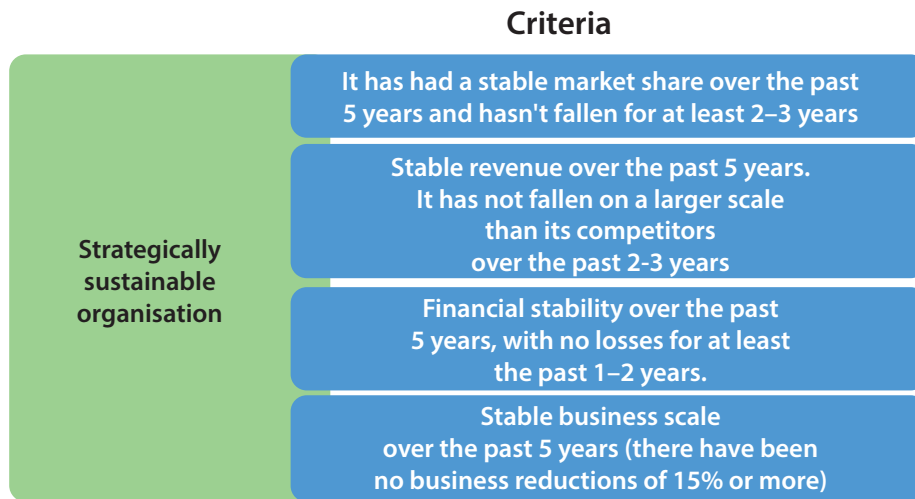 Criteria
Strategically
sustainable
organisation
It has had a stable market share over the past
5 years and hasn't fallen for at least 2–3 years
Stable revenue over the past 5 years.
It has not fallen on a larger scale
than its competitors
over the past 2-3 years
Financial stability over the past
5 years, with no losses for at least
the past 1–2 years.
Stable business scale
over the past 5 years (there have been
no business reductions of 15% or more)